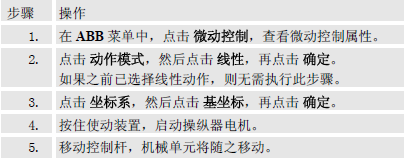 步骤 操作
1. 在 ABB 菜单中，点击 微动控制，查看微动控制属性。
2. 点击 动作模式，然后点击 线性，再点击 确定。
如果之前已选择线性动作，则无需执行此步骤。
3. 点击 坐标系，然后点击 基坐标，再点击 确定。
4. 按住使动装置，启动操纵器电机。
5. 移动控制杆，机械单元将随之移动。